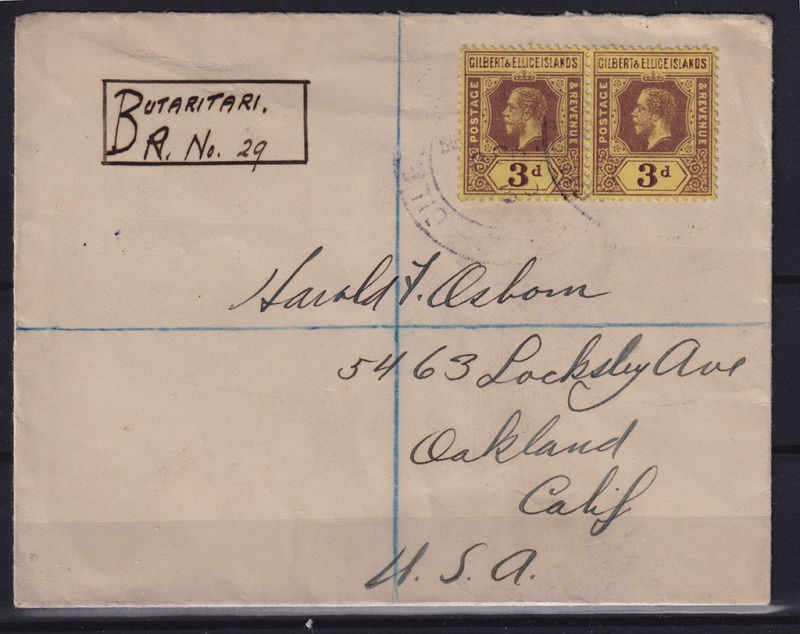 BUTARITARI.
R. No. 29
GILBERT & ELLICE ISLANDS
POSTAGE
& REVENUE
3d
GILBERT & ELLICE ISLANDS
POSTAGE
& REVENUE
3d
Harold F. Osborn
5463 Locksley Ave
Oakland
Calif
U. S. A.